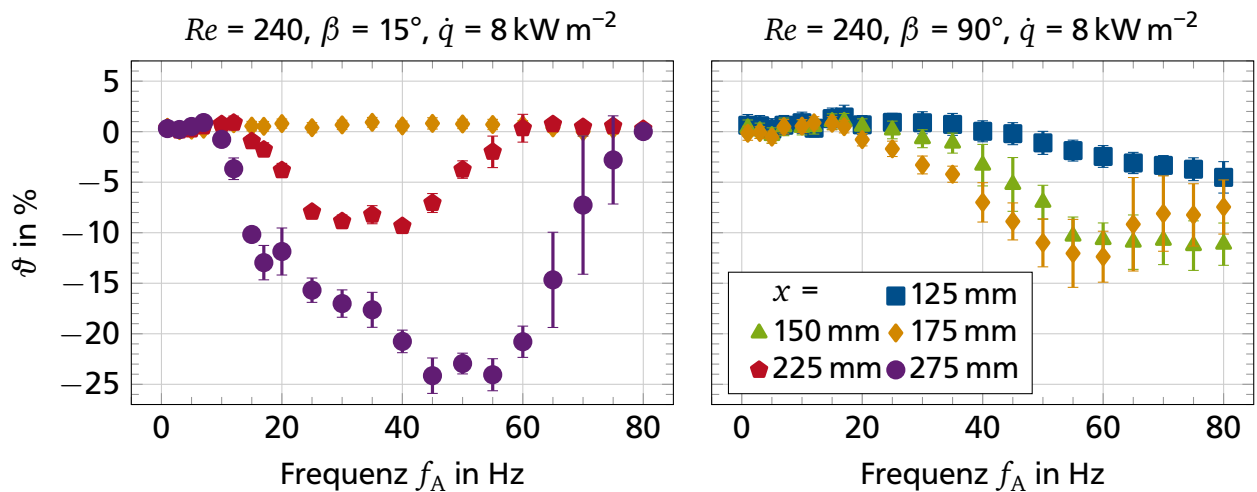 Re = 240, β = 15°, q̇ = 8 kW m⁻²
Re = 240, β = 90°, q̇ = 8 kW m⁻²
5
0
−5
−10
−15
−20
−25
ϑ in %
0 20 40 60 80
Frequenz f_A in Hz
x =
125 mm
150 mm
175 mm
225 mm
275 mm
0 20 40 60 80
Frequenz f_A in Hz